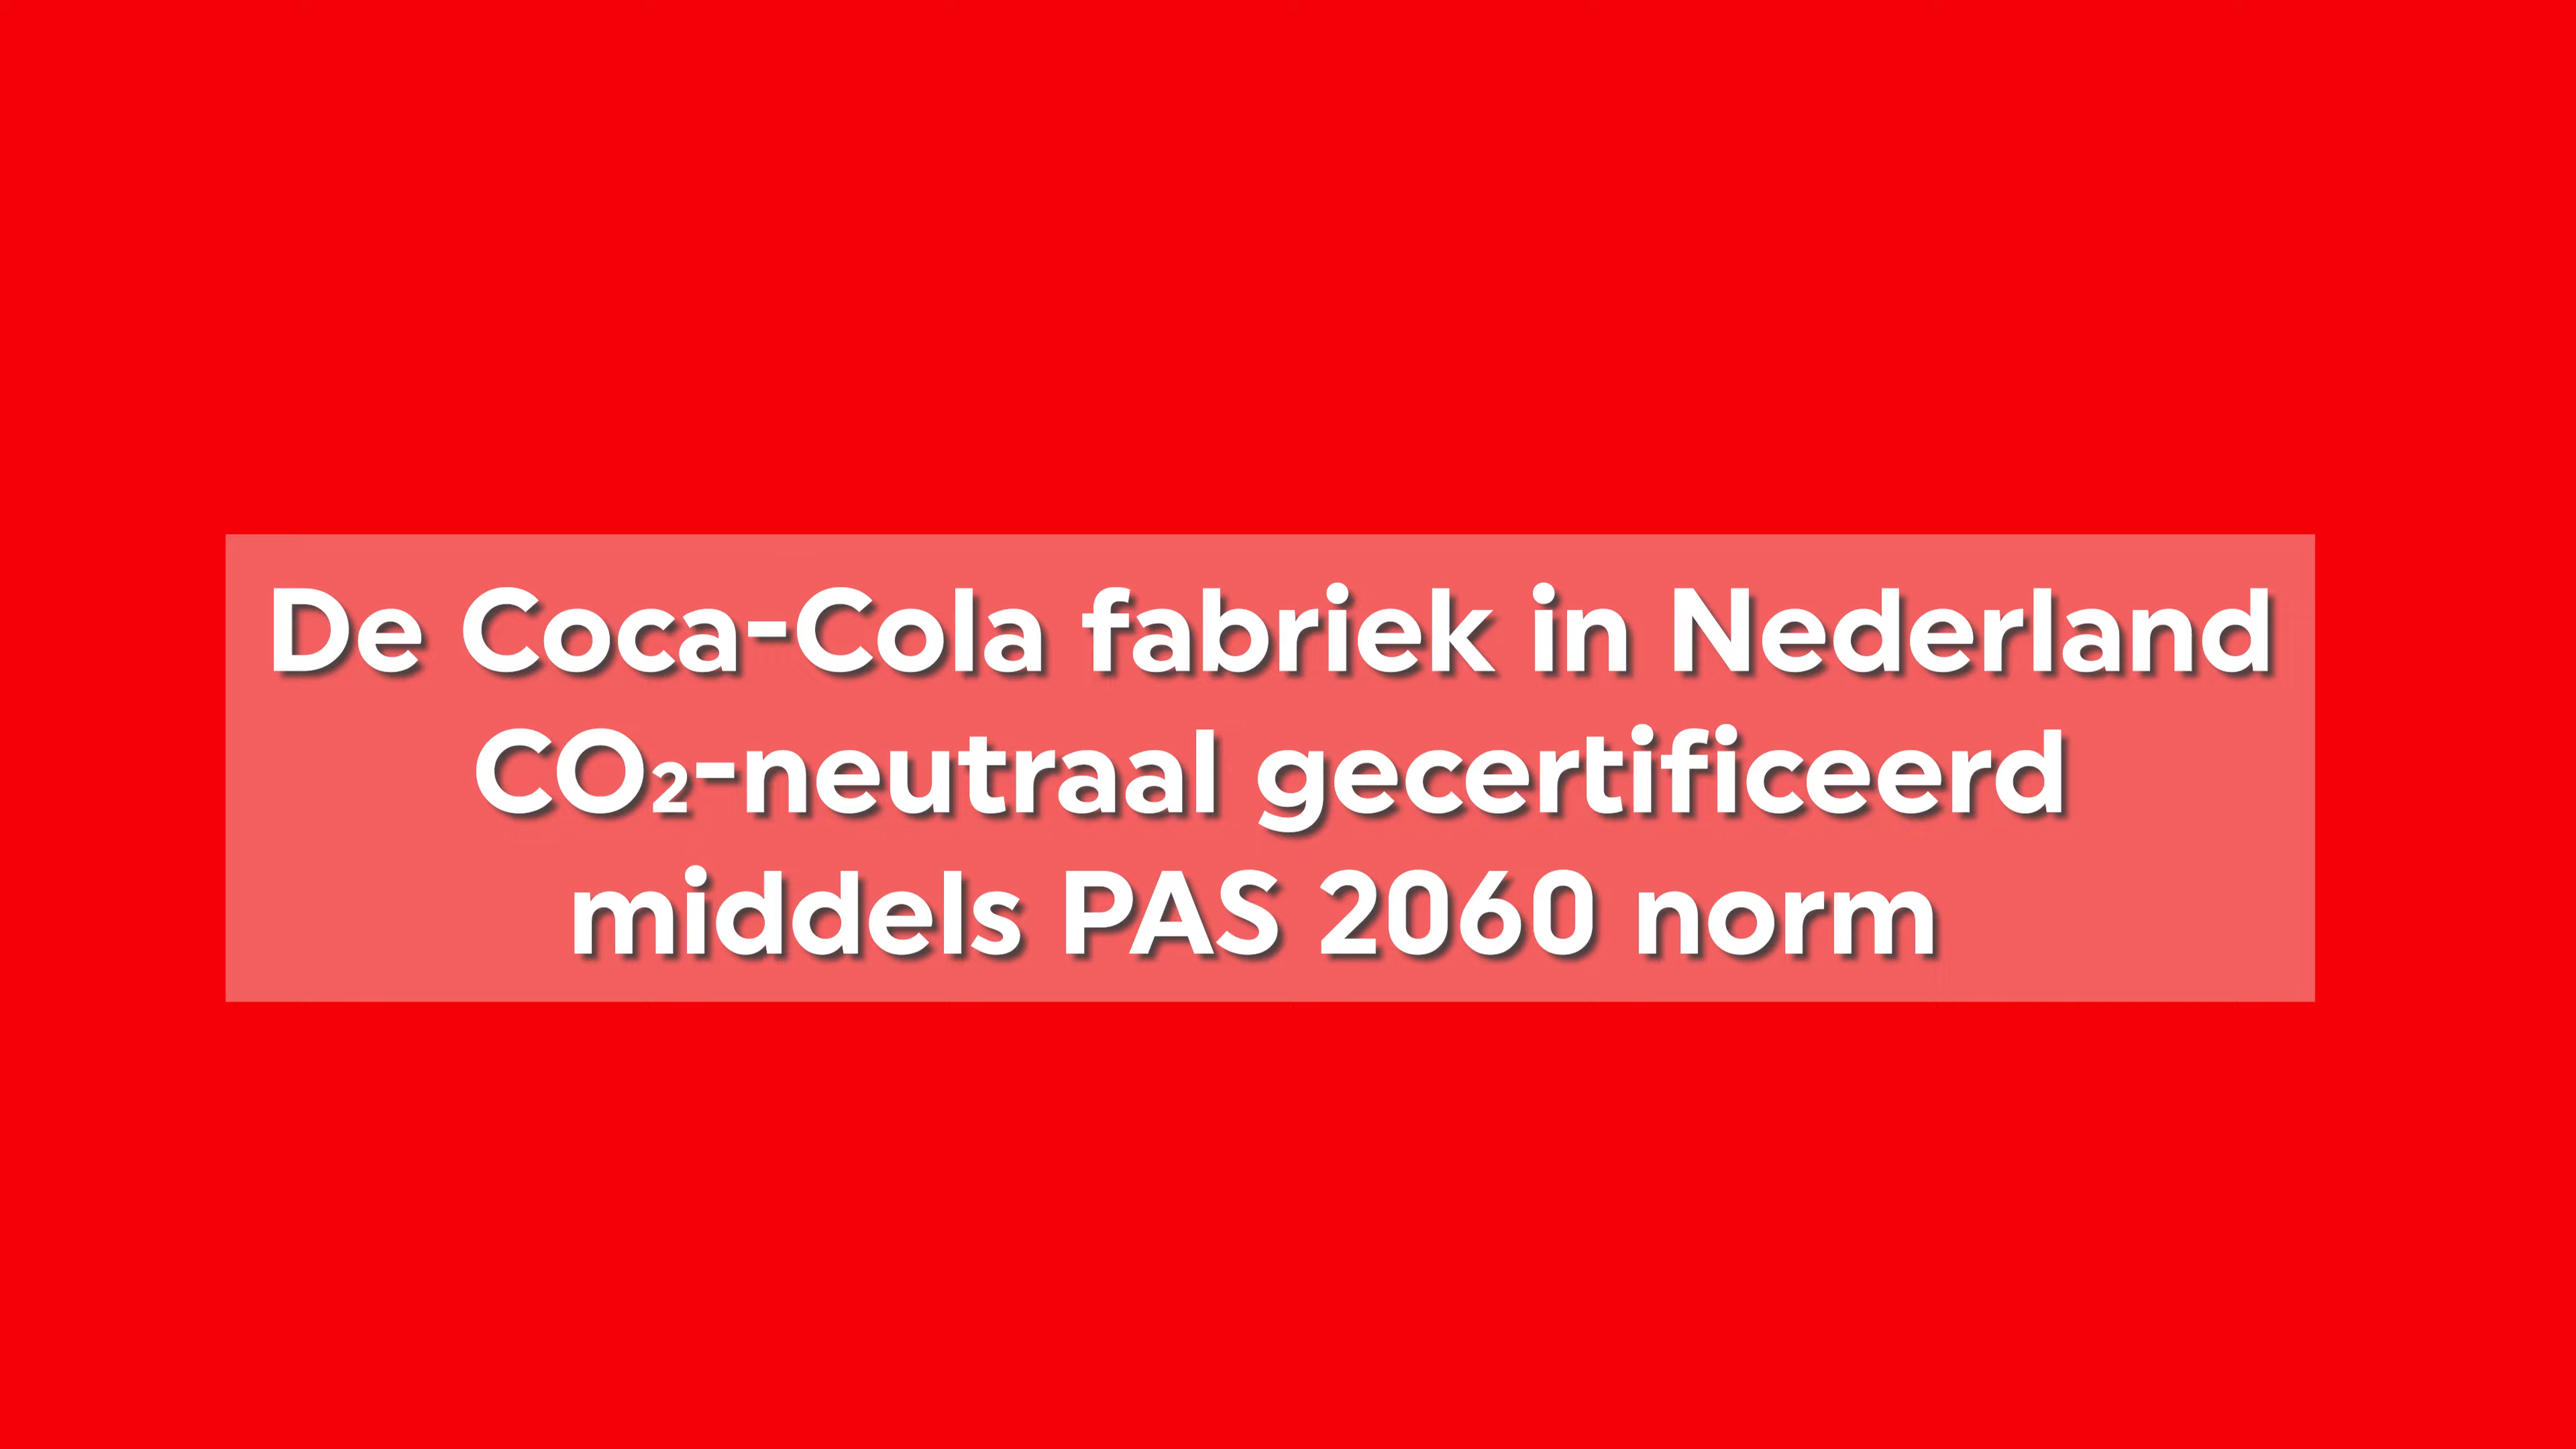 De Coca-Cola fabriek in Nederland
CO₂-neutraal gecertificeerd
middels PAS 2060 norm